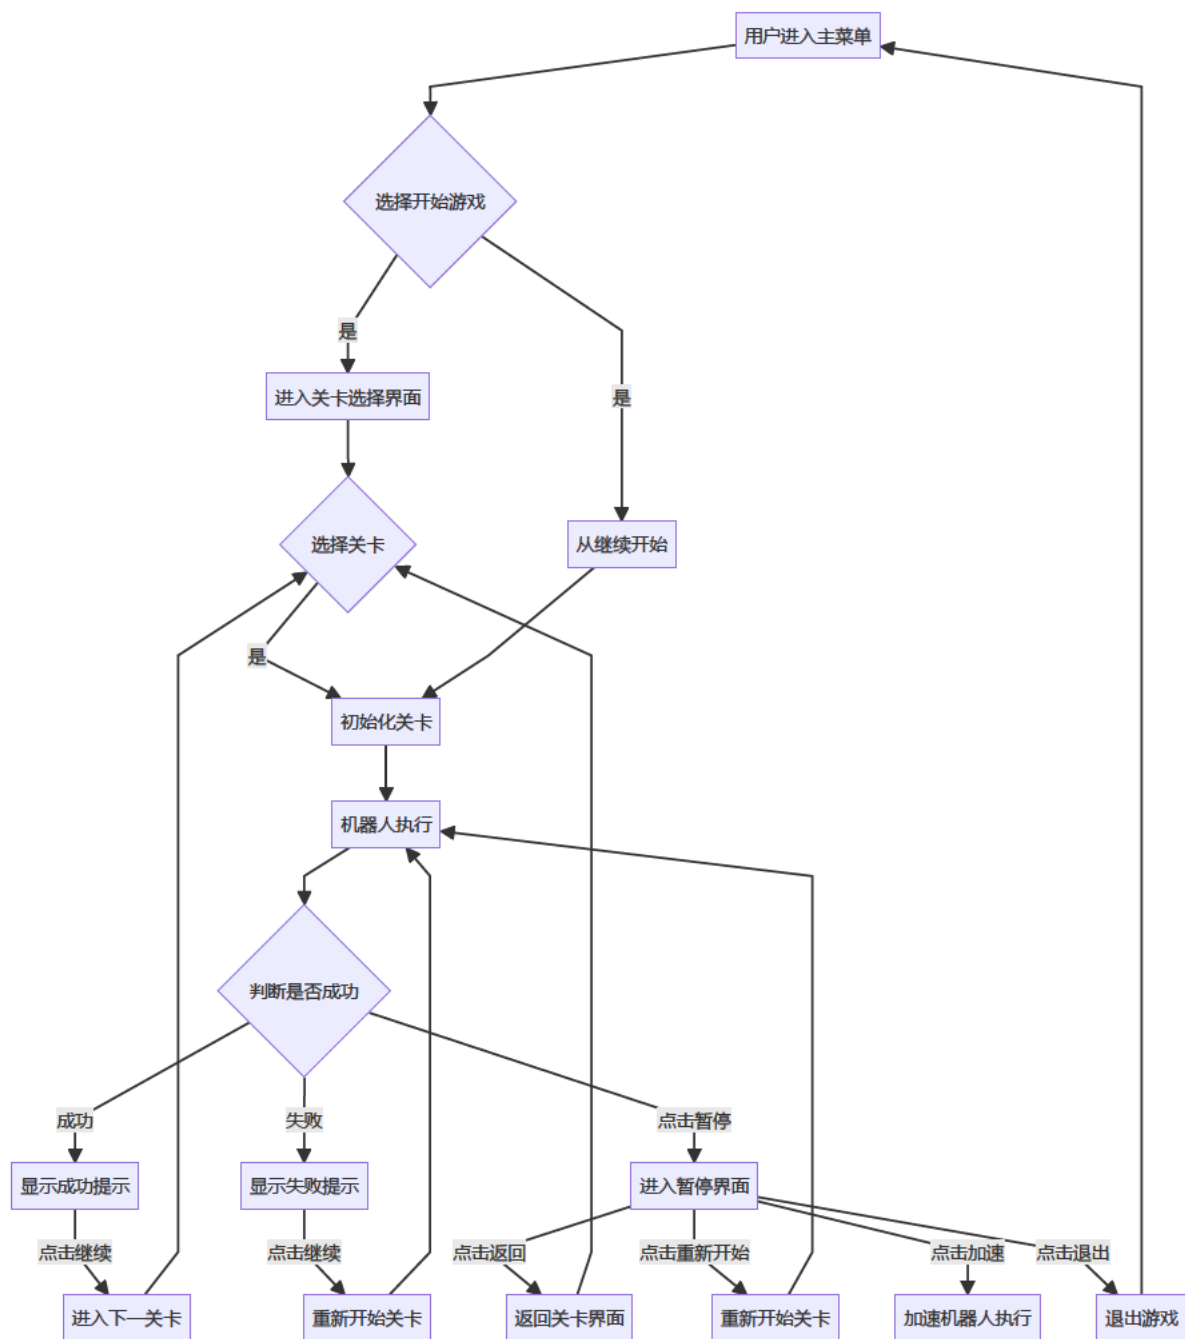 用户进入主菜单
选择开始游戏
是
进入关卡选择界面
是
选择关卡
从继续开始
是
初始化关卡
机器人执行
判断是否成功
成功
失败
点击暂停
显示成功提示
显示失败提示
进入暂停界面
点击继续
点击继续
点击返回
点击重新开始
点击加速
点击退出
进入下一关卡
重新开始关卡
返回关卡界面
重新开始关卡
加速机器人执行
退出游戏